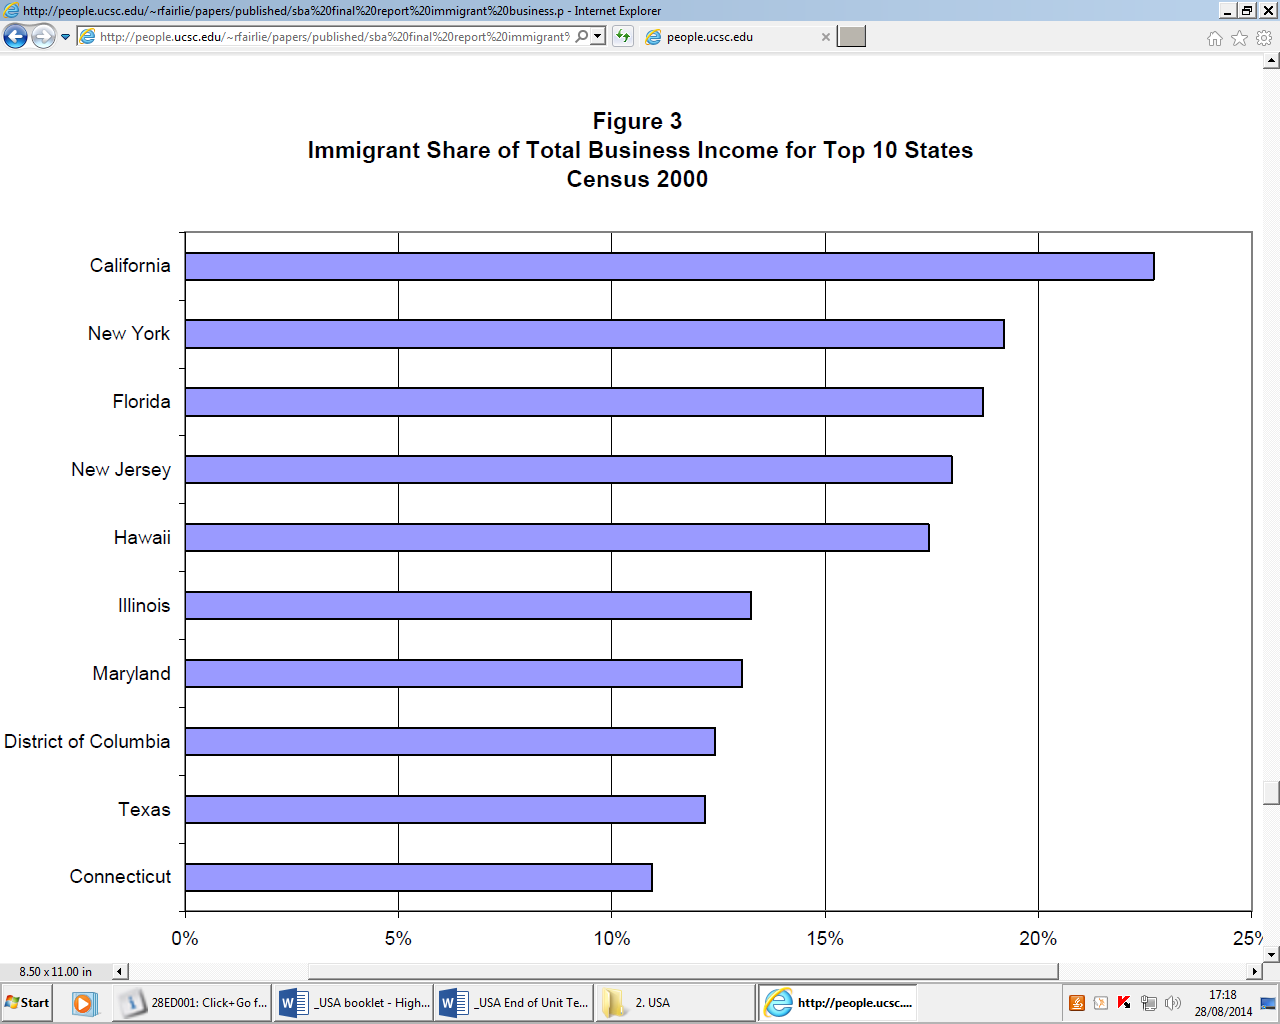 http://people.ucsc.edu/~rfairlie/papers/published/sba%20final%20report%20immigrant%20business.p - Internet Explorer
http://people.ucsc.edu/~rfairlie/papers/published/sba%20final%20report%20immigrant%
people.ucsc.edu
Figure 3
Immigrant Share of Total Business Income for Top 10 States
Census 2000
California
New York
Florida
New Jersey
Hawaii
Illinois
Maryland
District of Columbia
Texas
Connecticut
0% 5% 10% 15% 20% 25%
8.50 x 11.00 in
Start
28ED001: Click+Go f...
_USA booklet - High...
_USA End of Unit Te...
2. USA
http://people.ucsc....
17:18
28/08/2014